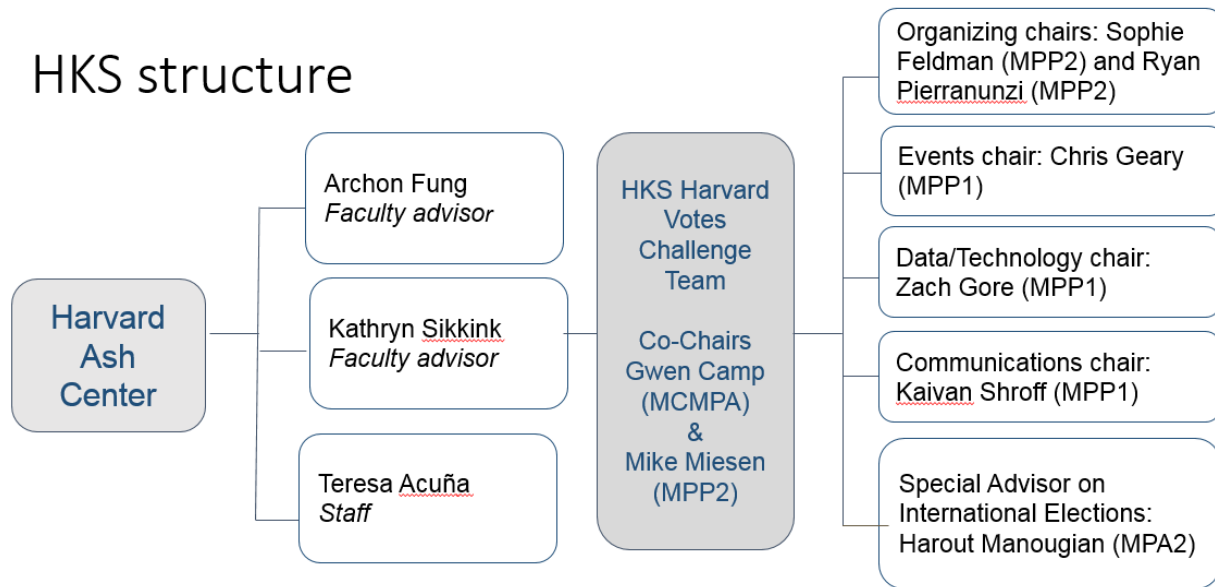 HKS structure
Harvard
Ash
Center
Archon Fung
Faculty advisor
Kathryn Sikkink
Faculty advisor
Teresa Acuña
Staff
HKS Harvard
Votes
Challenge
Team
Co-Chairs
Gwen Camp
(MCMPA)
&
Mike Miesen
(MPP2)
Organizing chairs: Sophie
Feldman (MPP2) and Ryan
Pierranunzi (MPP2)
Events chair: Chris Geary
(MPP1)
Data/Technology chair:
Zach Gore (MPP1)
Communications chair:
Kaivan Shroff (MPP1)
Special Advisor on
International Elections:
Harout Manougian (MPA2)